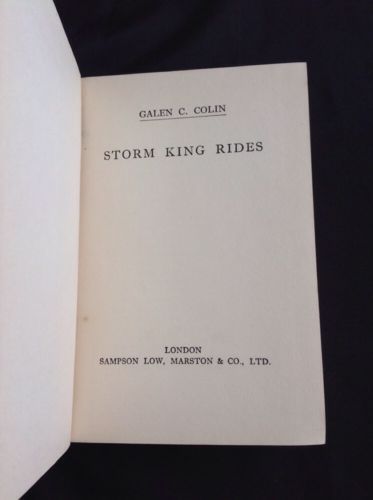 GALEN C. COLIN
STORM KING RIDES
LONDON
SAMPSON LOW, MARSTON & CO., LTD.